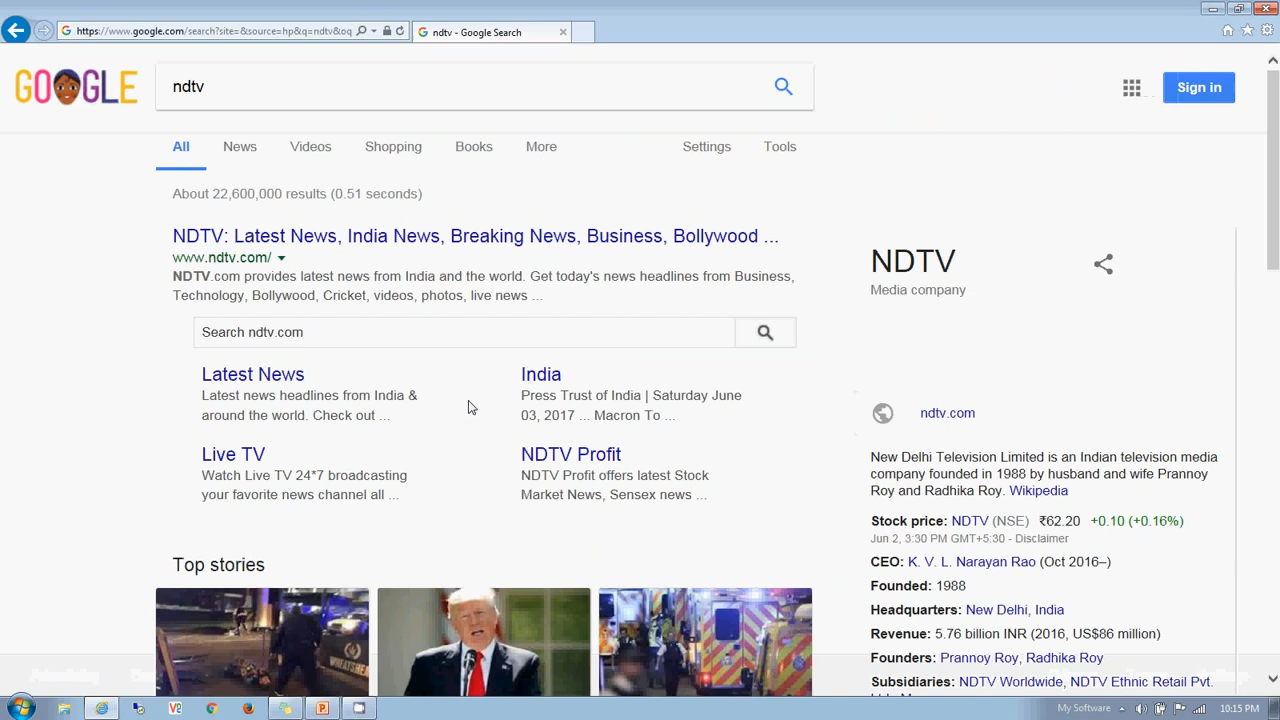 https://www.google.com/search?site=&source=hp&q=ndtv&oq
ndtv - Google Search
GOOGLE
ndtv
Sign in
All News Videos Shopping Books More Settings Tools
About 22,600,000 results (0.51 seconds)
NDTV: Latest News, India News, Breaking News, Business, Bollywood ...
www.ndtv.com/
NDTV.com provides latest news from India and the world. Get today's news headlines from Business,
Technology, Bollywood, Cricket, videos, photos, live news ...
Search ndtv.com
Latest News
Latest news headlines from India &
around the world. Check out ...
India
Press Trust of India | Saturday June
03, 2017 ... Macron To ...
Live TV
Watch Live TV 24*7 broadcasting
your favorite news channel all ...
NDTV Profit
NDTV Profit offers latest Stock
Market News, Sensex news ...
Top stories
NDTV
Media company
ndtv.com
New Delhi Television Limited is an Indian television media
company founded in 1988 by husband and wife Prannoy
Roy and Radhika Roy. Wikipedia
Stock price: NDTV (NSE) ₹62.20 +0.10 (+0.16%)
Jun 2, 3:30 PM GMT+5:30 - Disclaimer
CEO: K. V. L. Narayan Rao (Oct 2016–)
Founded: 1988
Headquarters: New Delhi, India
Revenue: 5.76 billion INR (2016, US$86 million)
Founders: Prannoy Roy, Radhika Roy
Subsidiaries: NDTV Worldwide, NDTV Ethnic Retail Pvt.
My Software
10:15 PM